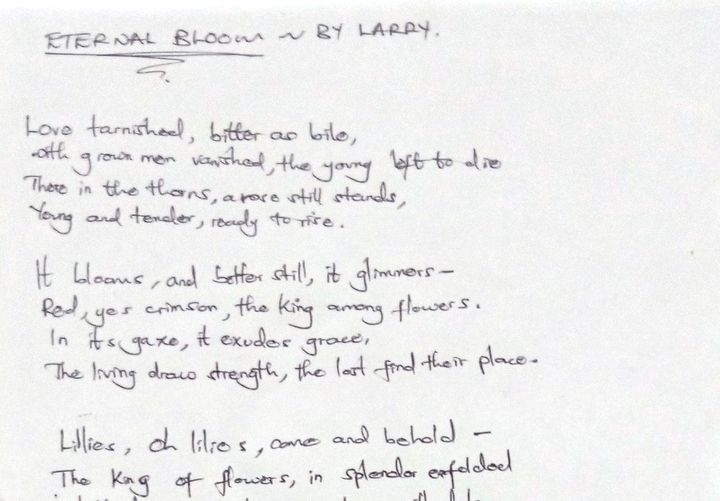 ETERNAL BLOOM ~ BY LARRY.
Love tarnished, bitter as bile,
grown men vanished, the young left to die
There in the thorns, a rose still stands,
Young and tender, ready to rise.
It blooms, and better still, it glimmers -
Red, yes crimson, the King among flowers.
In its gaze, it exudes grace,
The living draw strength, the lost find their place.
Lillies, oh lilies, come and behold -
The King of flowers, in splendor